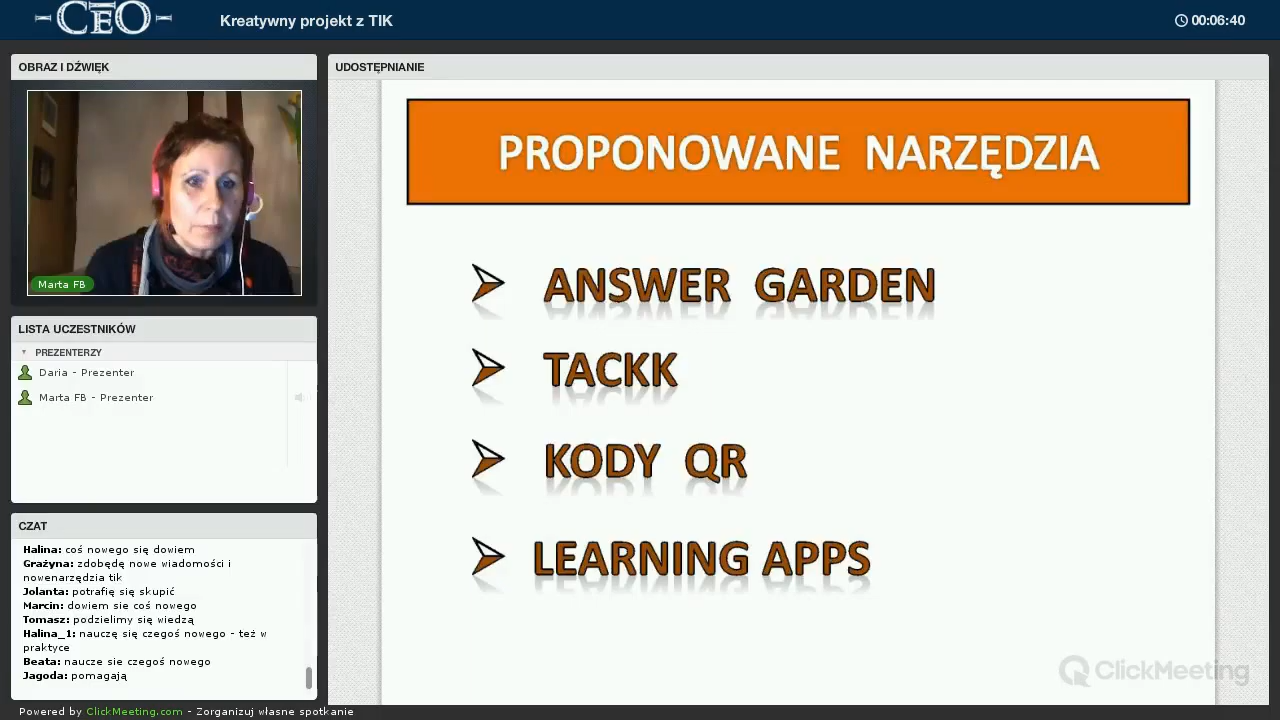 CEO
Kreatywny projekt z TIK
00:06:40
OBRAZ I DŹWIĘK
Marta FB
LISTA UCZESTNIKÓW
PREZENTERZY
Daria - Prezenter
Marta FB - Prezenter
CZAT
Halina: coś nowego się dowiem
Grażyna: zdobędę nowe wiadomości i
nowenarzędzia tik
Jolanta: potrafię się skupić
Marcin: dowiem sie coś nowego
Tomasz: podzielimy się wiedzą
Halina_1: nauczę się czegoś nowego - też w
praktyce
Beata: naucze sie czegoś nowego
Jagoda: pomagają
UDOSTĘPNIANIE
PROPONOWANE NARZĘDZIA
ANSWER GARDEN
TACKK
KODY QR
LEARNING APPS
ClickMeeting
Powered by ClickMeeting.com - Zorganizuj własne spotkanie